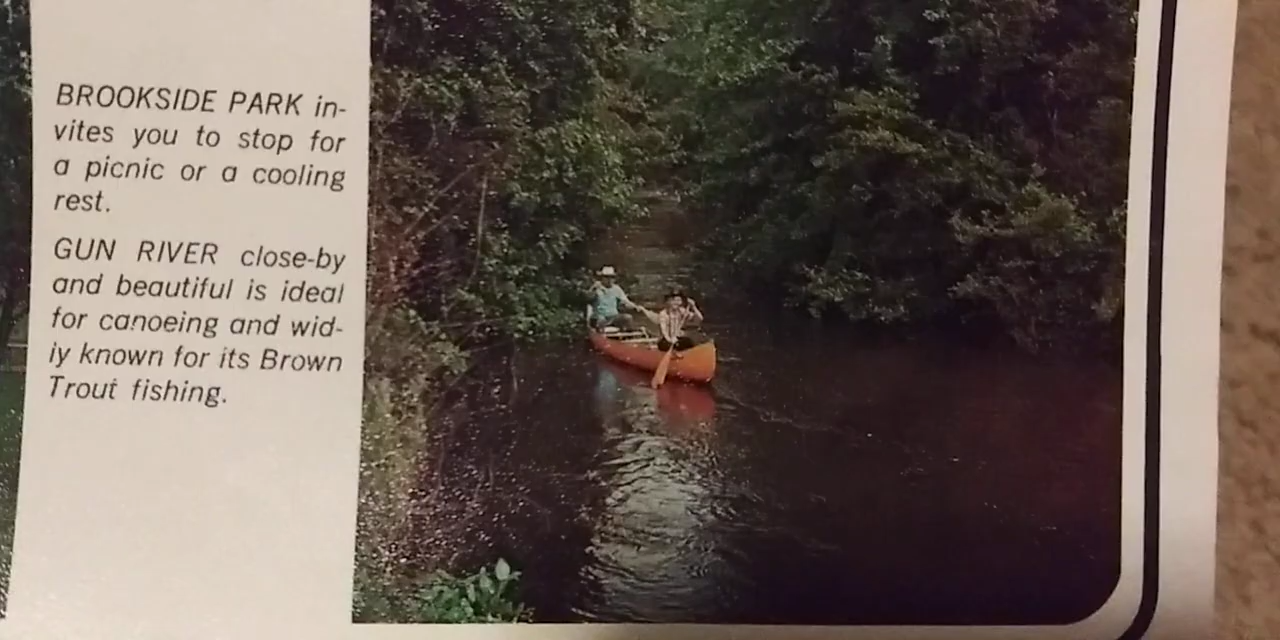 BROOKSIDE PARK in-
vites you to stop for
a picnic or a cooling
rest.
GUN RIVER close-by
and beautiful is ideal
for canoeing and wid-
ly known for its Brown
Trout fishing.